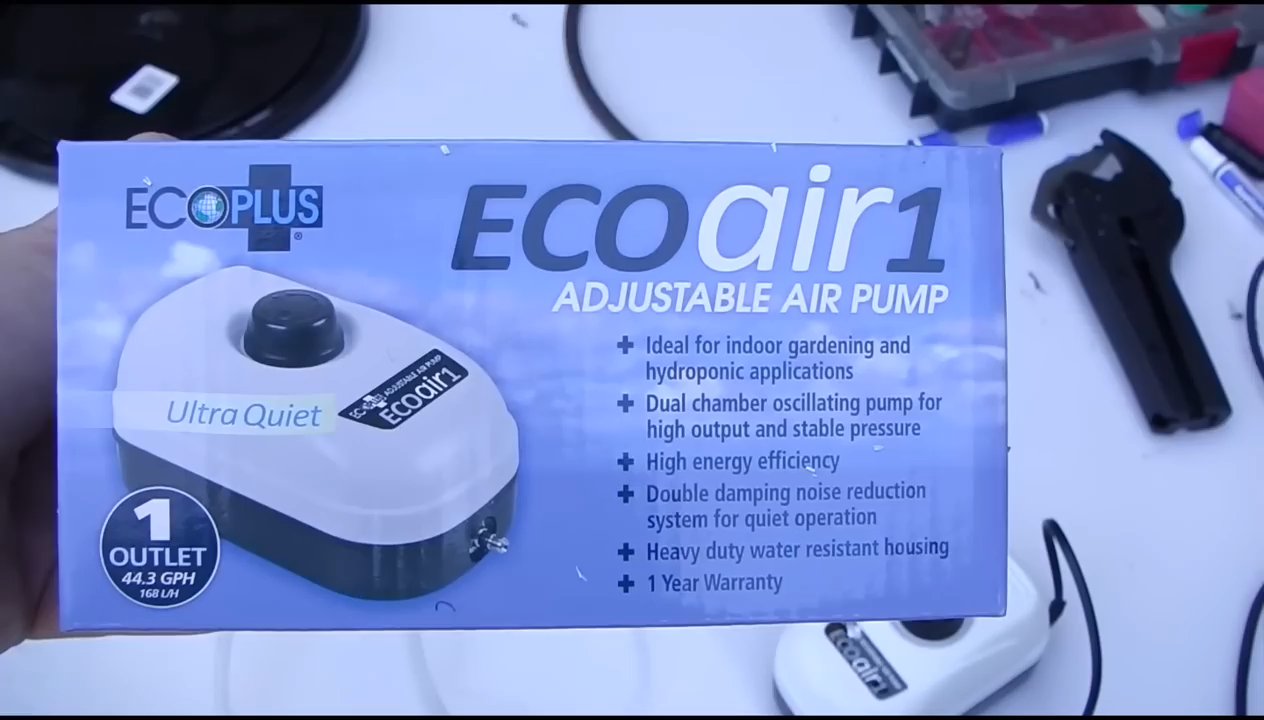 ECOPLUS®
ECOair1
ADJUSTABLE AIR PUMP
Ultra Quiet
ADJUSTABLE AIR PUMP
Ecoair1
1
OUTLET
44.3 GPH
168 L/H
Ideal for indoor gardening and
hydroponic applications
Dual chamber oscillating pump for
high output and stable pressure
High energy efficiency
Double damping noise reduction
system for quiet operation
Heavy duty water resistant housing
1 Year Warranty
Ecoair1